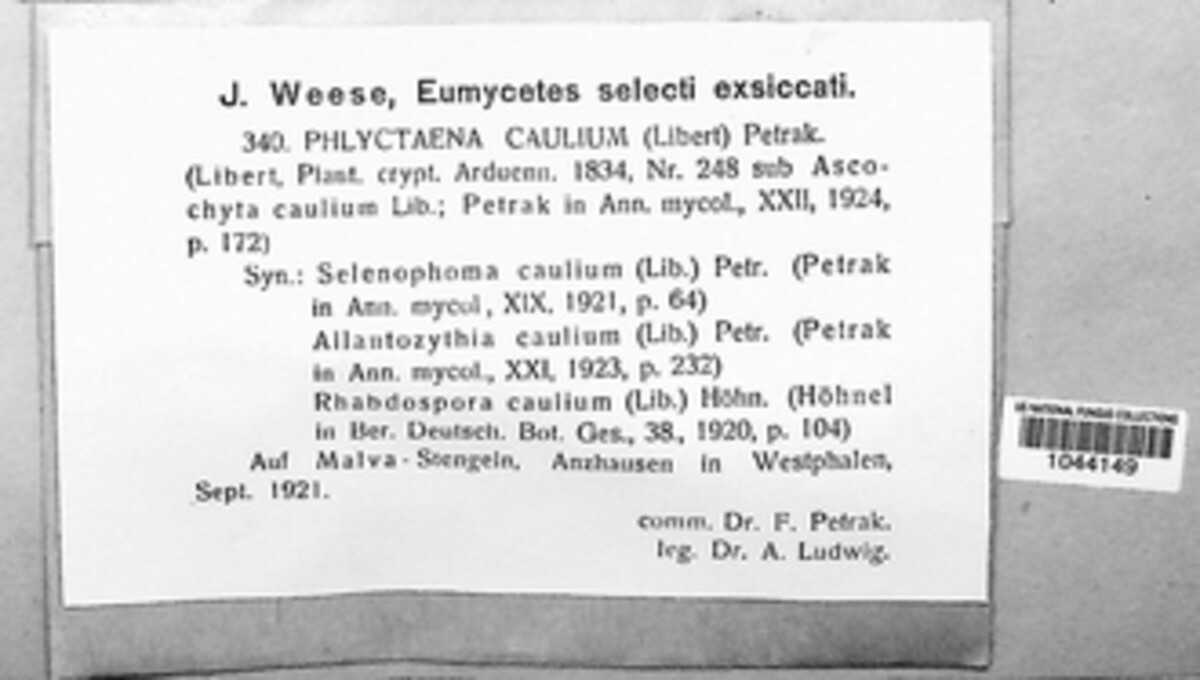 J. Weese, Eumycetes selecti exsiccati.
340. PHLYCTAENA CAULIUM (Libert) Petrak.
(Libert, Plant. crypt. Arduenn. 1834, Nr. 248 sub Asco-
chyta caulium Lib.; Petrak in Ann. mycol., XXII, 1924,
p. 172)
Syn.: Selenophoma caulium (Lib.) Petr. (Petrak
in Ann. mycol, XIX, 1921, p. 64)
Allantozythia caulium (Lib.) Petr. (Petrak
in Ann. mycol., XXI, 1923, p. 232)
Rhabdospora caulium (Lib.) Höhn. (Höhnel
in Ber. Deutsch. Bot. Ges., 38., 1920, p. 104)
Auf Malva-Stengeln, Anzhausen in Westphalen,
Sept. 1921.
comm. Dr. F. Petrak.
leg. Dr. A. Ludwig.
US NATIONAL FUNGUS COLLECTIONS
1044149